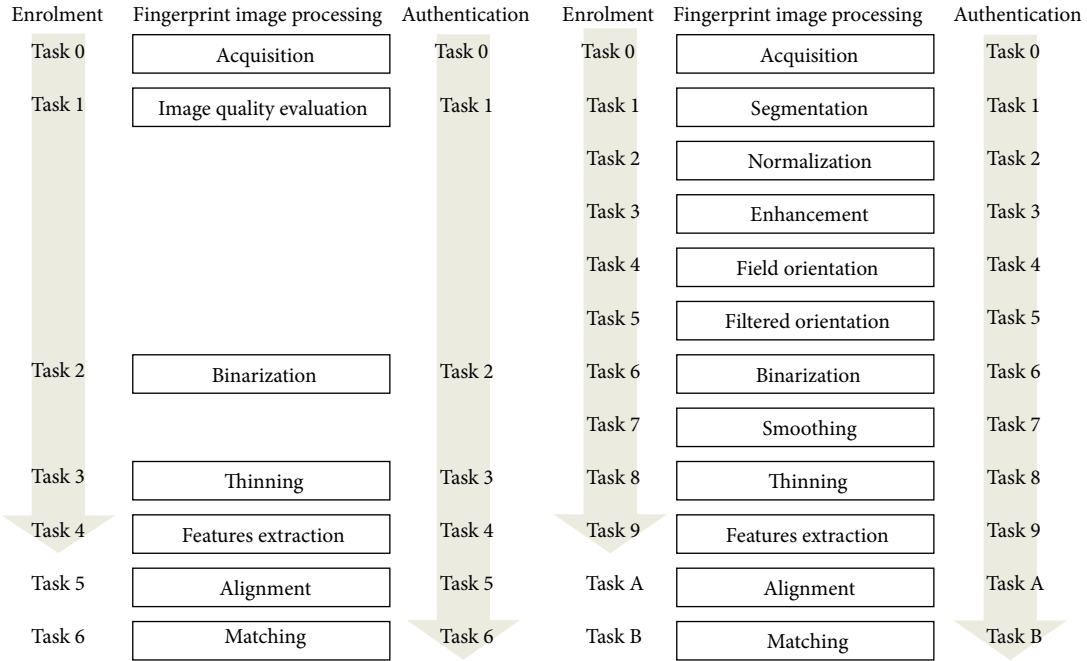 Enrolment Fingerprint image processing Authentication Enrolment Fingerprint image processing Authentication
Task 0 Acquisition Task 0 Task 0 Acquisition Task 0
Task 1 Image quality evaluation Task 1 Task 1 Segmentation Task 1
Task 2 Normalization Task 2
Task 3 Enhancement Task 3
Task 4 Field orientation Task 4
Task 5 Filtered orientation Task 5
Task 2 Binarization Task 2 Task 6 Binarization Task 6
Task 7 Smoothing Task 7
Task 3 Thinning Task 3 Task 8 Thinning Task 8
Task 4 Features extraction Task 4 Task 9 Features extraction Task 9
Task 5 Alignment Task 5 Task A Alignment Task A
Task 6 Matching Task 6 Task B Matching Task B